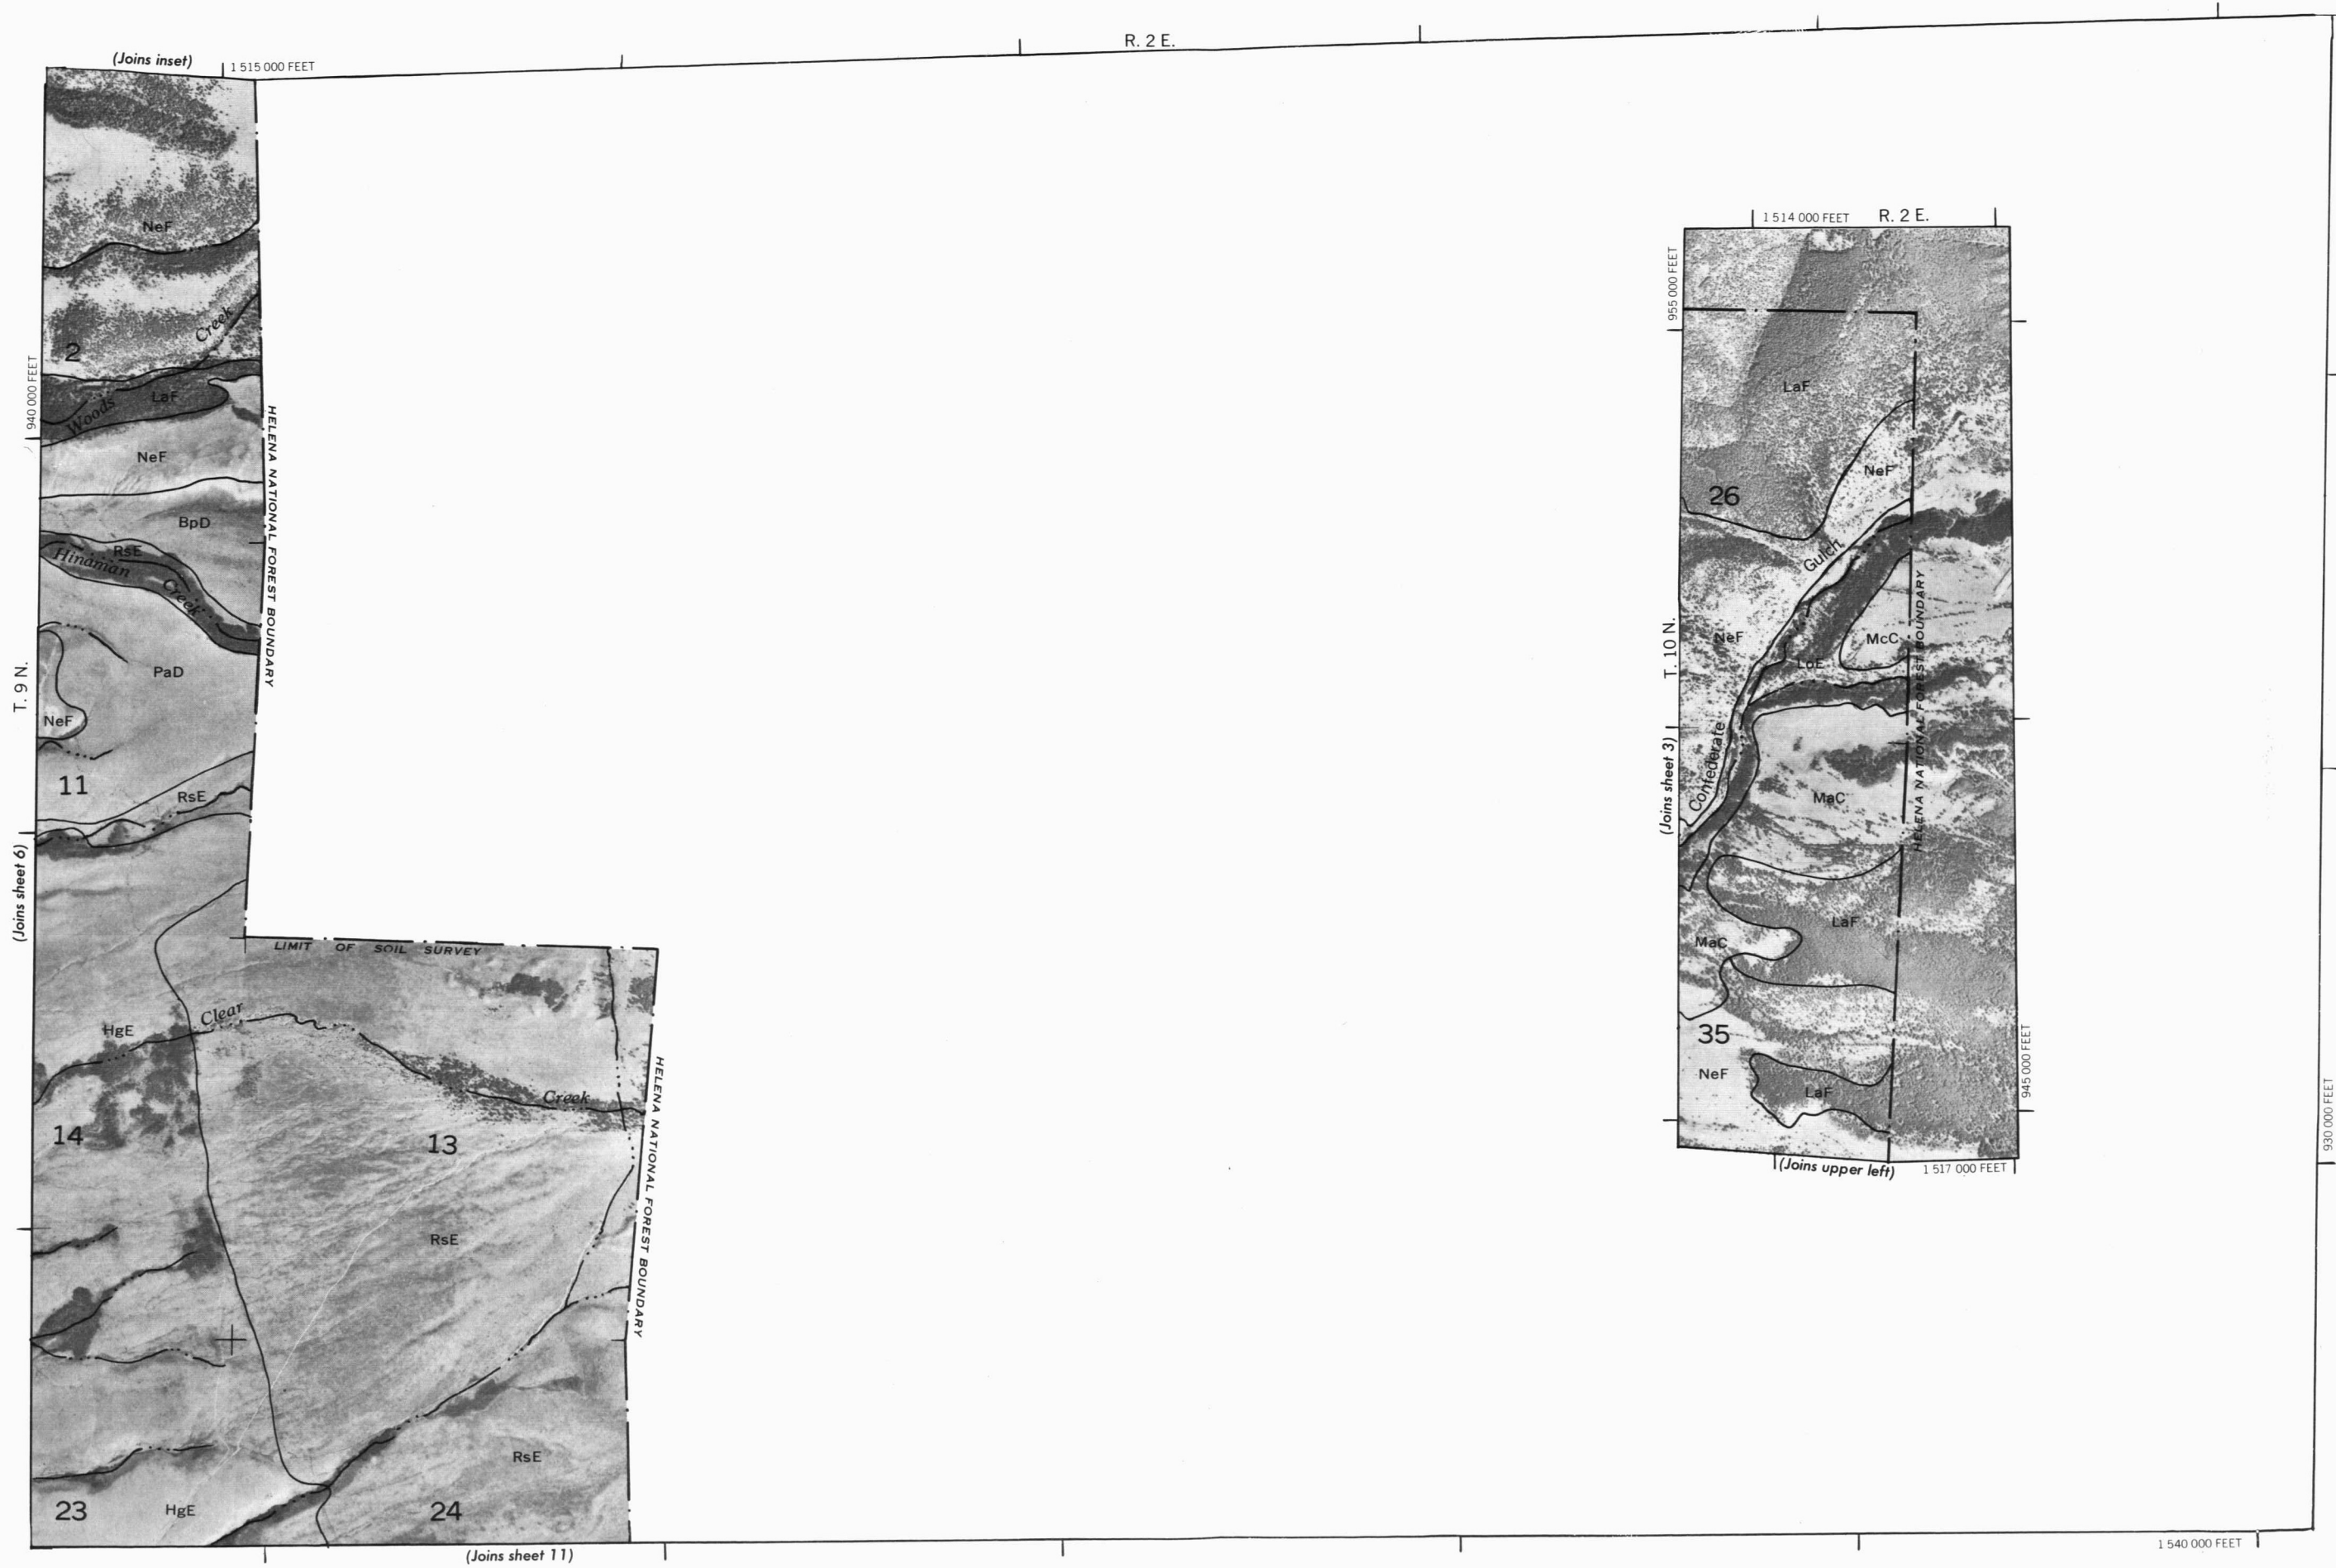 R. 2 E.
(Joins inset)
1 515 000 FEET
NeF
Creek
2
940 000 FEET
LaF
Woods
NeF
HELENA NATIONAL FOREST BOUNDARY
BpD
RsE
Hinaman
Creek
PaD
T. 9 N.
NeF
11
RsE
(Joins sheet 6)
LIMIT OF SOIL SURVEY
Clear
HgE
Creek
14
13
HELENA NATIONAL FOREST BOUNDARY
RsE
RsE
23
HgE
24
(Joins sheet 11)
1 514 000 FEET
R. 2 E.
955 000 FEET
LaF
NeF
26
Gulch
HELENA NATIONAL FOREST BOUNDARY
NeF
McC
LoE
T. 10 N.
Confederate
(Joins sheet 3)
MaC
LaF
MaC
35
945 000 FEET
NeF
LaF
(Joins upper left)
1 517 000 FEET
930 000 FEET
1 540 000 FEET